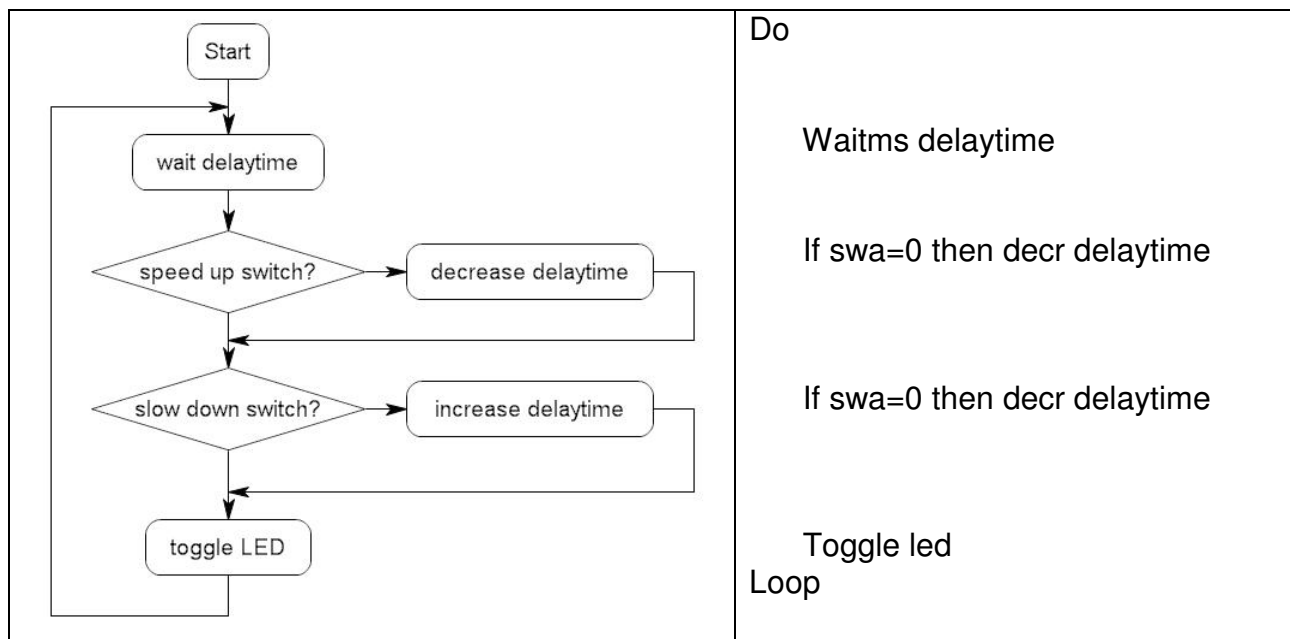 Start
wait delaytime
speed up switch?
decrease delaytime
slow down switch?
increase delaytime
toggle LED
Do
Waitms delaytime
If swa=0 then decr delaytime
If swa=0 then decr delaytime
Toggle led
Loop